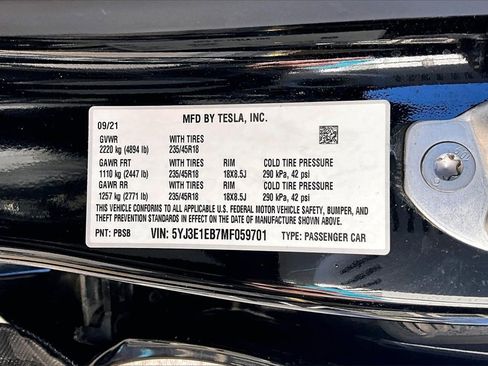 MFD BY TESLA, INC.
09/21
GVWR WITH TIRES
2220 kg (4894 lb) 235/45R18
GAWR FRT WITH TIRES RIM COLD TIRE PRESSURE
1110 kg (2447 lb) 235/45R18 18X8.5J 290 kPa, 42 psi
GAWR RR WITH TIRES RIM COLD TIRE PRESSURE
1257 kg (2771 lb) 235/45R18 18X8.5J 290 kPa, 42 psi
THIS VEHICLE CONFORMS TO ALL APPLICABLE FEDERAL MOTOR VEHICLE SAFETY, BUMPER, AND
THEFT PREVENTION STANDARDS IN EFFECT ON THE DATE OF MANUFACTURE SHOWN ABOVE.
PNT: PBSB VIN: 5YJ3E1EB7MF059701 TYPE: PASSENGER CAR